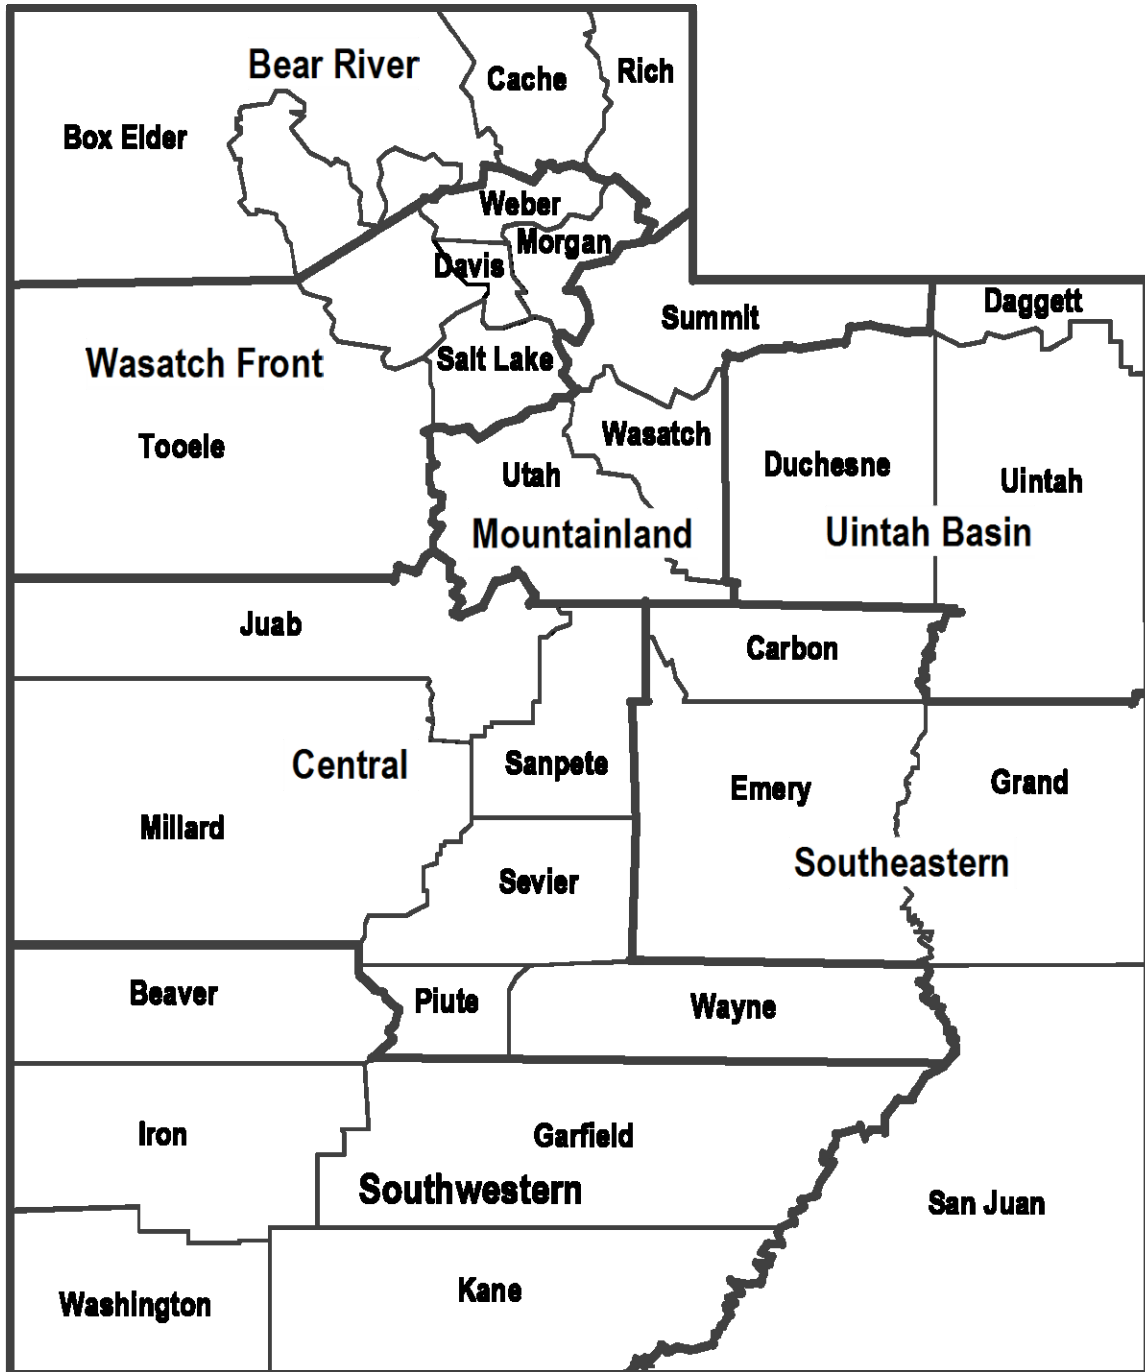 Bear River
Cache
Rich
Box Elder
Weber
Morgan
Davis
Daggett
Summit
Wasatch Front
Salt Lake
Tooele
Wasatch
Utah
Duchesne
Uintah
Mountainland
Uintah Basin
Juab
Carbon
Central
Sanpete
Emery
Grand
Millard
Southeastern
Sevier
Beaver
Piute
Wayne
Iron
Garfield
Southwestern
San Juan
Washington
Kane